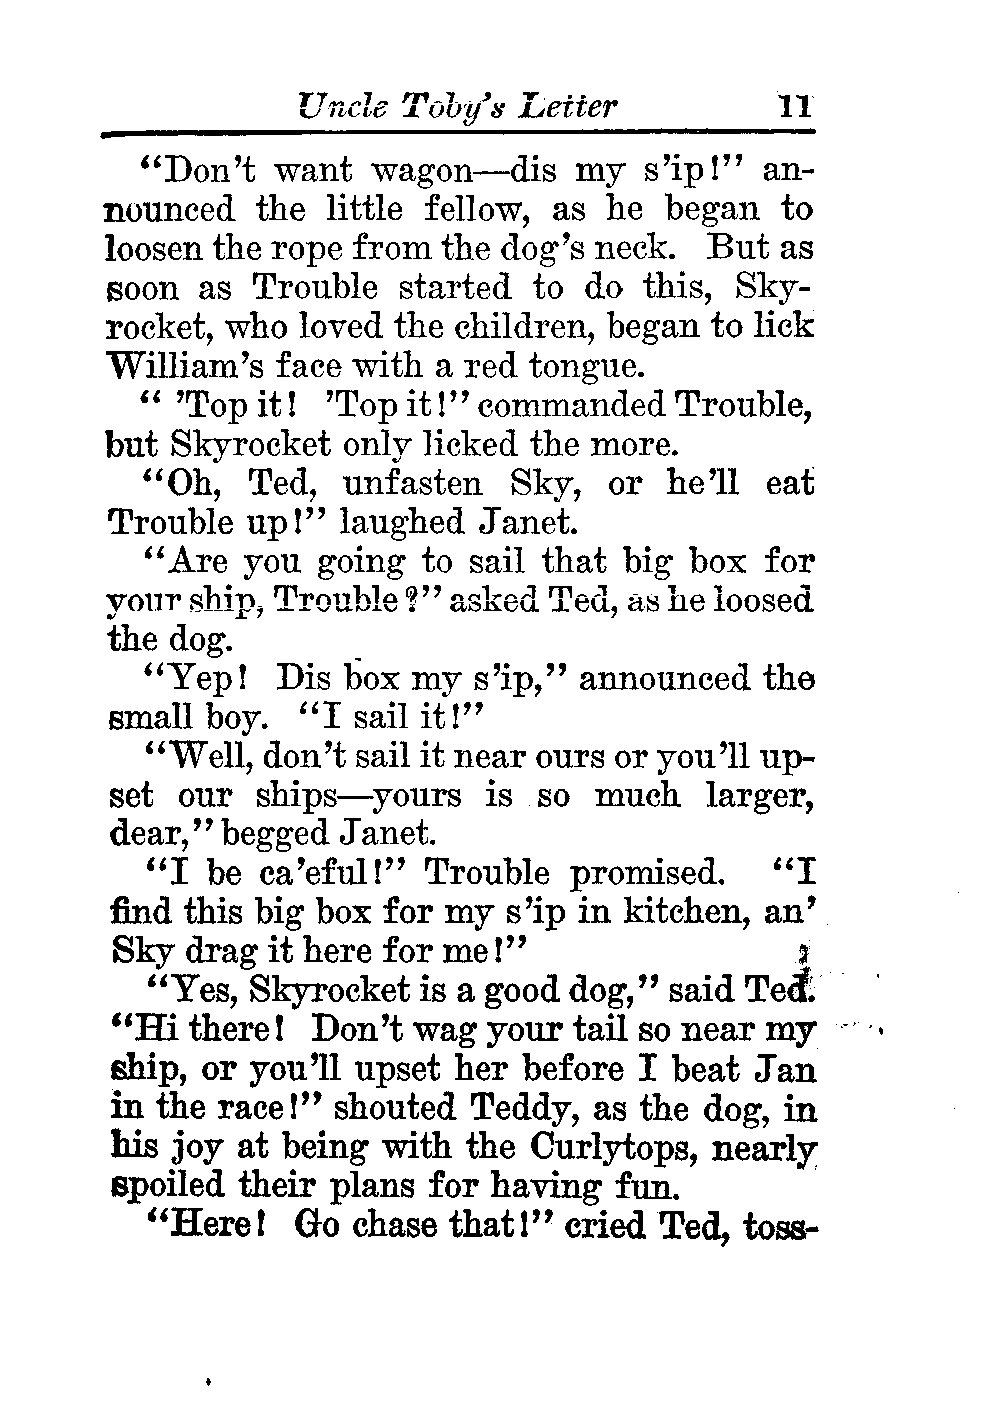 Uncle Toby's Letter 11
“Don't want wagon—dis my s'ip!” an-
nounced the little fellow, as he began to
loosen the rope from the dog's neck. But as
soon as Trouble started to do this, Sky-
rocket, who loved the children, began to lick
William's face with a red tongue.
“ 'Top it! 'Top it!” commanded Trouble,
but Skyrocket only licked the more.
“Oh, Ted, unfasten Sky, or he'll eat
Trouble up!” laughed Janet.
“Are you going to sail that big box for
your ship, Trouble?” asked Ted, as he loosed
the dog.
“Yep! Dis box my s'ip,” announced the
small boy. “I sail it!”
“Well, don't sail it near ours or you'll up-
set our ships—yours is so much larger,
dear,” begged Janet.
“I be ca'eful!” Trouble promised. “I
find this big box for my s'ip in kitchen, an'
Sky drag it here for me!”
“Yes, Skyrocket is a good dog,” said Ted.
“Hi there! Don't wag your tail so near my
ship, or you'll upset her before I beat Jan
in the race!” shouted Teddy, as the dog, in
his joy at being with the Curlytops, nearly
spoiled their plans for having fun.
“Here! Go chase that!” cried Ted, toss-